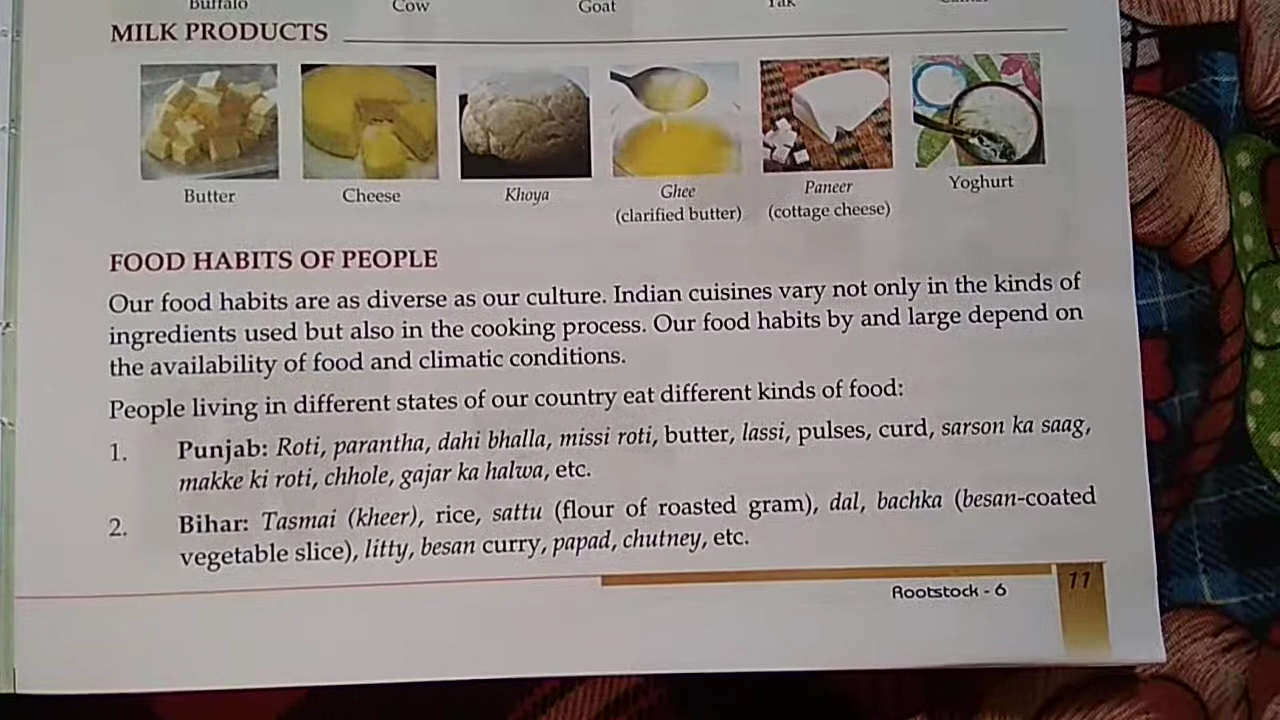 Buffalo Cow Goat Yak
MILK PRODUCTS
Butter Cheese Khoya Ghee Paneer Yoghurt
(clarified butter) (cottage cheese)
FOOD HABITS OF PEOPLE
Our food habits are as diverse as our culture. Indian cuisines vary not only in the kinds of
ingredients used but also in the cooking process. Our food habits by and large depend on
the availability of food and climatic conditions.
People living in different states of our country eat different kinds of food:
1. Punjab: Roti, parantha, dahi bhalla, missi roti, butter, lassi, pulses, curd, sarson ka saag,
makke ki roti, chhole, gajar ka halwa, etc.
2. Bihar: Tasmai (kheer), rice, sattu (flour of roasted gram), dal, bachka (besan-coated
vegetable slice), litty, besan curry, papad, chutney, etc.
Rootstock - 6 11